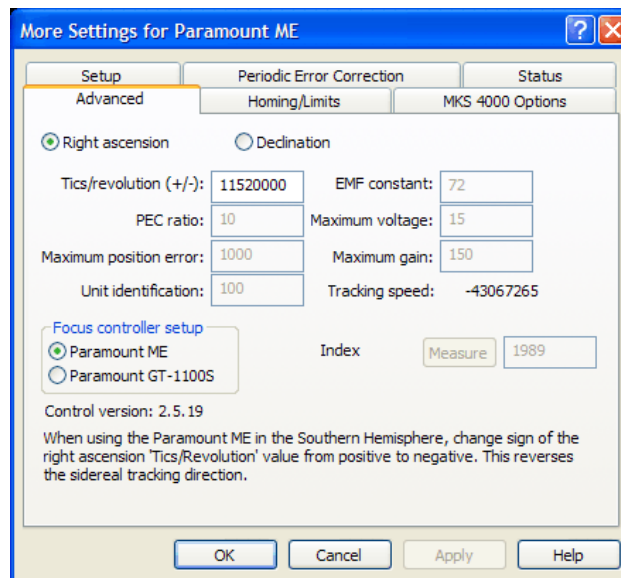 More Settings for Paramount ME
Setup Periodic Error Correction Status
Advanced Homing/Limits MKS 4000 Options
Right ascension Declination
Tics/revolution (+/-): 11520000 EMF constant: 72
PEC ratio: 10 Maximum voltage: 15
Maximum position error: 1000 Maximum gain: 150
Unit identification: 100 Tracking speed: -43067265
Focus controller setup
Paramount ME Index Measure 1989
Paramount GT-1100S
Control version: 2.5.19
When using the Paramount ME in the Southern Hemisphere, change sign of the
right ascension 'Tics/Revolution' value from positive to negative. This reverses
the sidereal tracking direction.
OK Cancel Apply Help